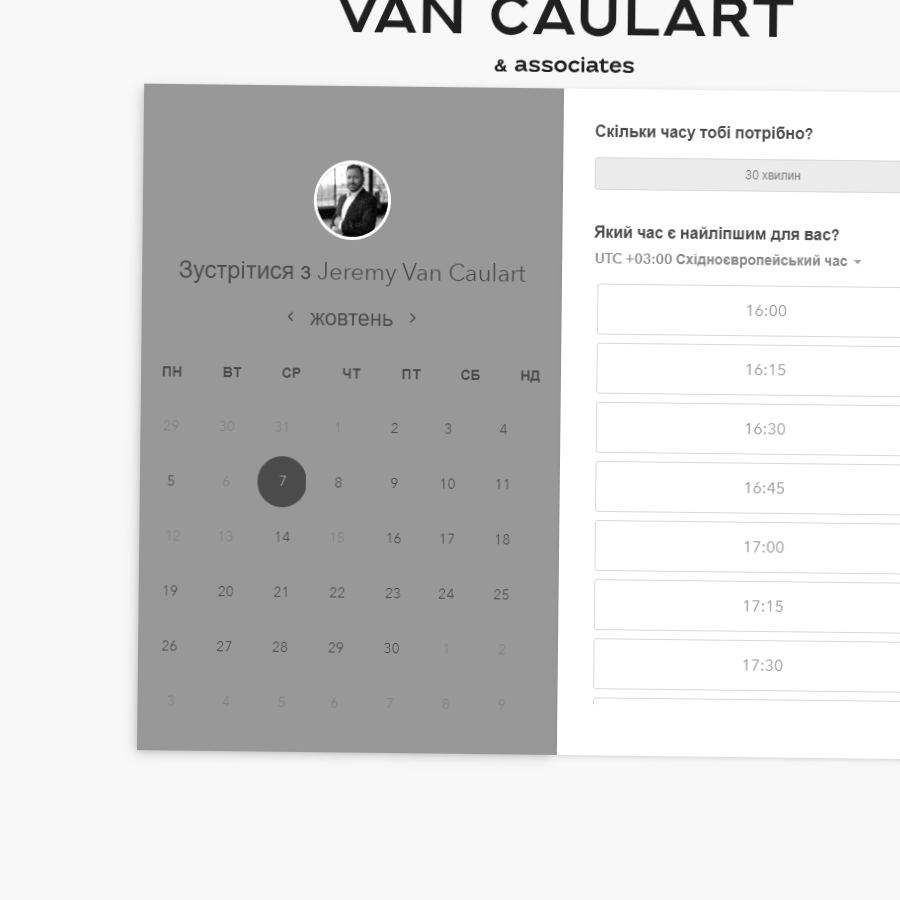 VAN CAULART
& associates
Зустрітися з Jeremy Van Caulart
жовтень
ПН ВТ СР ЧТ ПТ СБ НД
29 30 31 1 2 3 4
5 6 7 8 9 10 11
12 13 14 15 16 17 18
19 20 21 22 23 24 25
26 27 28 29 30 1 2
3 4 5 6 7 8 9
Скільки часу тобі потрібно?
30 хвилин
Який час є найліпшим для вас?
UTC +03:00 Східноєвропейський час
16:00
16:15
16:30
16:45
17:00
17:15
17:30